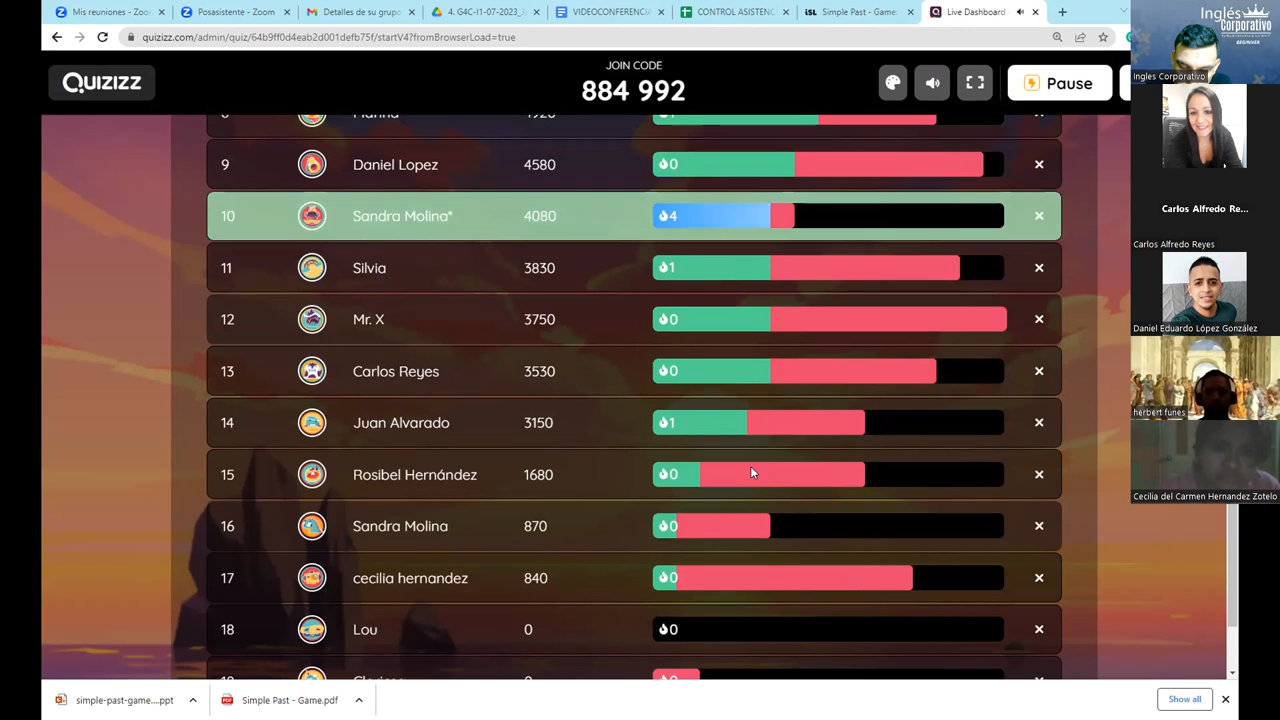 Mis reuniones - Zoo
Posasistente - Zoom
Detalles de su grupo
4. G4C-I1-07-2023_J
VIDEOCONFERENCIA
CONTROL ASISTENC
iSL Simple Past - Game
Live Dashboard
quizizz.com/admin/quiz/64b9ff0d4eab2d001defb75f/startV4?fromBrowserLoad=true
Quizizz
JOIN CODE
884 992
Pause
9 Daniel Lopez 4580 0
10 Sandra Molina* 4080 4
11 Silvia 3830 1
12 Mr. X 3750 0
13 Carlos Reyes 3530 0
14 Juan Alvarado 3150 1
15 Rosibel Hernández 1680 0
16 Sandra Molina 870 0
17 cecilia hernandez 840 0
18 Lou 0 0
Inglés
Corporativo
BEGINNER
Ingles Corporativo
Carlos Alfredo Re...
Carlos Alfredo Reyes
Daniel Eduardo López González
herbert funes
Cecilia del Carmen Hernandez Zotelo
simple-past-game....ppt
Simple Past - Game.pdf
Show all